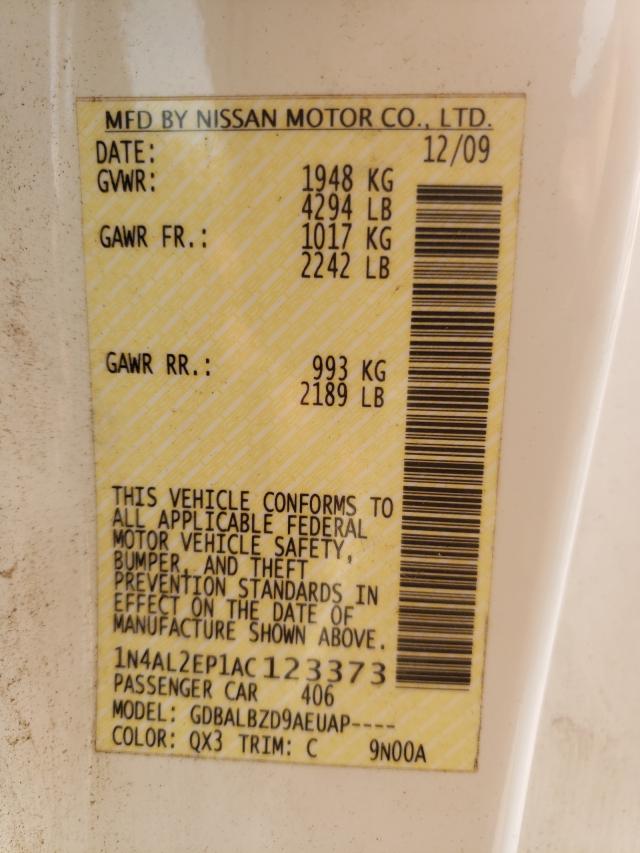 MFD BY NISSAN MOTOR CO., LTD.
DATE: 12/09
GVWR: 1948 KG
4294 LB
GAWR FR.: 1017 KG
2242 LB
GAWR RR.: 993 KG
2189 LB
THIS VEHICLE CONFORMS TO
ALL APPLICABLE FEDERAL
MOTOR VEHICLE SAFETY,
BUMPER, AND THEFT
PREVENTION STANDARDS IN
EFFECT ON THE DATE OF
MANUFACTURE SHOWN ABOVE.
1N4AL2EP1AC123373
PASSENGER CAR 406
MODEL: GDBALBZD9AEUAP----
COLOR: QX3 TRIM: C 9N00A